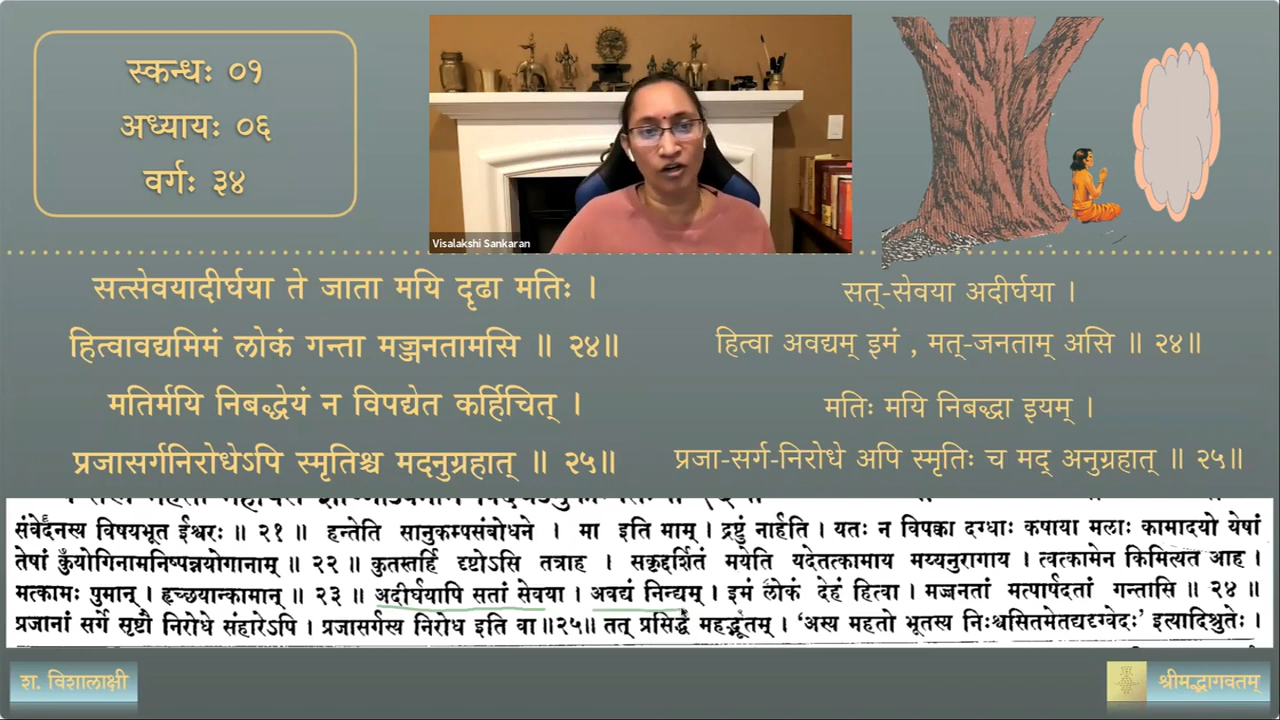 स्कन्धः ०१
अध्यायः ०६
वर्गः ३४
Visalakshi Sankaran
सत्सेवयादीर्घया ते जाता मयि दृढा मतिः ।
हित्वावद्यमिमं लोकं गन्ता मज्जनतामसि ॥ २४॥
मतिर्मयि निबद्धेयं न विपद्येत कर्हिचित् ।
प्रजासर्गनिरोधेऽपि स्मृतिश्च मदनुग्रहात् ॥ २५॥
सत्-सेवया अदीर्घया ।
हित्वा अवद्यम् इमं , मत्-जनताम् असि ॥ २४॥
मतिः मयि निबद्धा इयम् ।
प्रजा-सर्ग-निरोधे अपि स्मृतिः च मद् अनुग्रहात् ॥ २५॥
संवेदनस्य विषयभूत ईश्वरः ॥ २१ ॥ हन्तेति सानुकम्पसंबोधने । मा इति माम् । द्रष्टुं नार्हति । यतः न विपक्का दग्धाः कषाया मलाः कामादयो येषां
तेषां कुयोगिनामनिष्पन्नयोगानाम् ॥ २२ ॥ कुतस्तर्हि दृष्टोऽसि तत्राह । सकृद्दर्शितं मयेति यदेतत्कामाय मय्यनुरागाय । त्वत्कामेन किमित्यत आह ।
मत्कामः पुमान् । हृच्छयान्कामान् ॥ २३ ॥ अदीर्घयापि सतां सेवया । अवद्यं निन्द्यम् । इमं लोकं देहं हित्वा । मज्जनतां मत्पार्षदतां गन्तासि ॥ २४ ॥
प्रजानां सर्गे सृष्टौ निरोधे संहारेऽपि । प्रजासर्गस्य निरोध इति वा ॥२५॥ तत् प्रसिद्धं महद्भूतम् । ‘अस्य महतो भूतस्य निःश्वसितमेतद्यदृग्वेदः’ इत्यादिश्रुतेः ।
श. विशालाक्षी
श्रीमद्भागवतम्